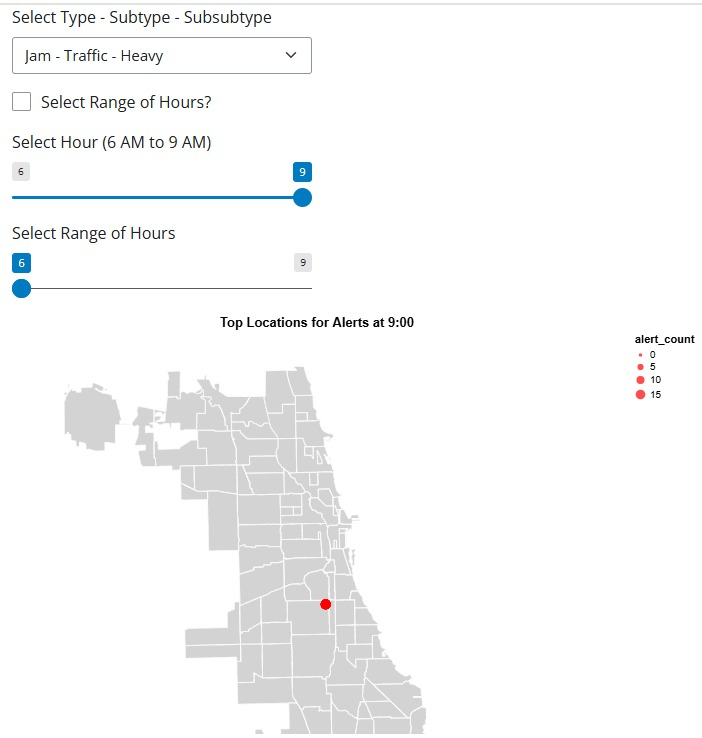 Select Type - Subtype - Subsubtype
Jam - Traffic - Heavy
Select Range of Hours?
Select Hour (6 AM to 9 AM)
6 9
Select Range of Hours
6 9
Top Locations for Alerts at 9:00
alert_count
0
5
10
15